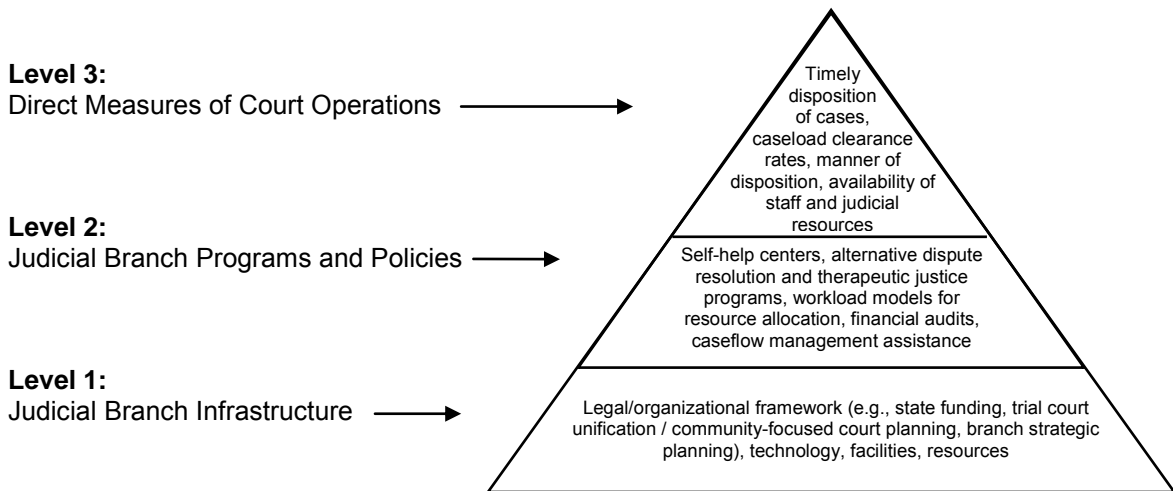 Level 3:
Direct Measures of Court Operations
Timely
disposition
of cases,
caseload clearance
rates, manner of
disposition, availability of
staff and judicial
resources
Level 2:
Judicial Branch Programs and Policies
Self-help centers, alternative dispute
resolution and therapeutic justice
programs, workload models for
resource allocation, financial audits,
caseflow management assistance
Level 1:
Judicial Branch Infrastructure
Legal/organizational framework (e.g., state funding, trial court
unification / community-focused court planning, branch strategic
planning), technology, facilities, resources